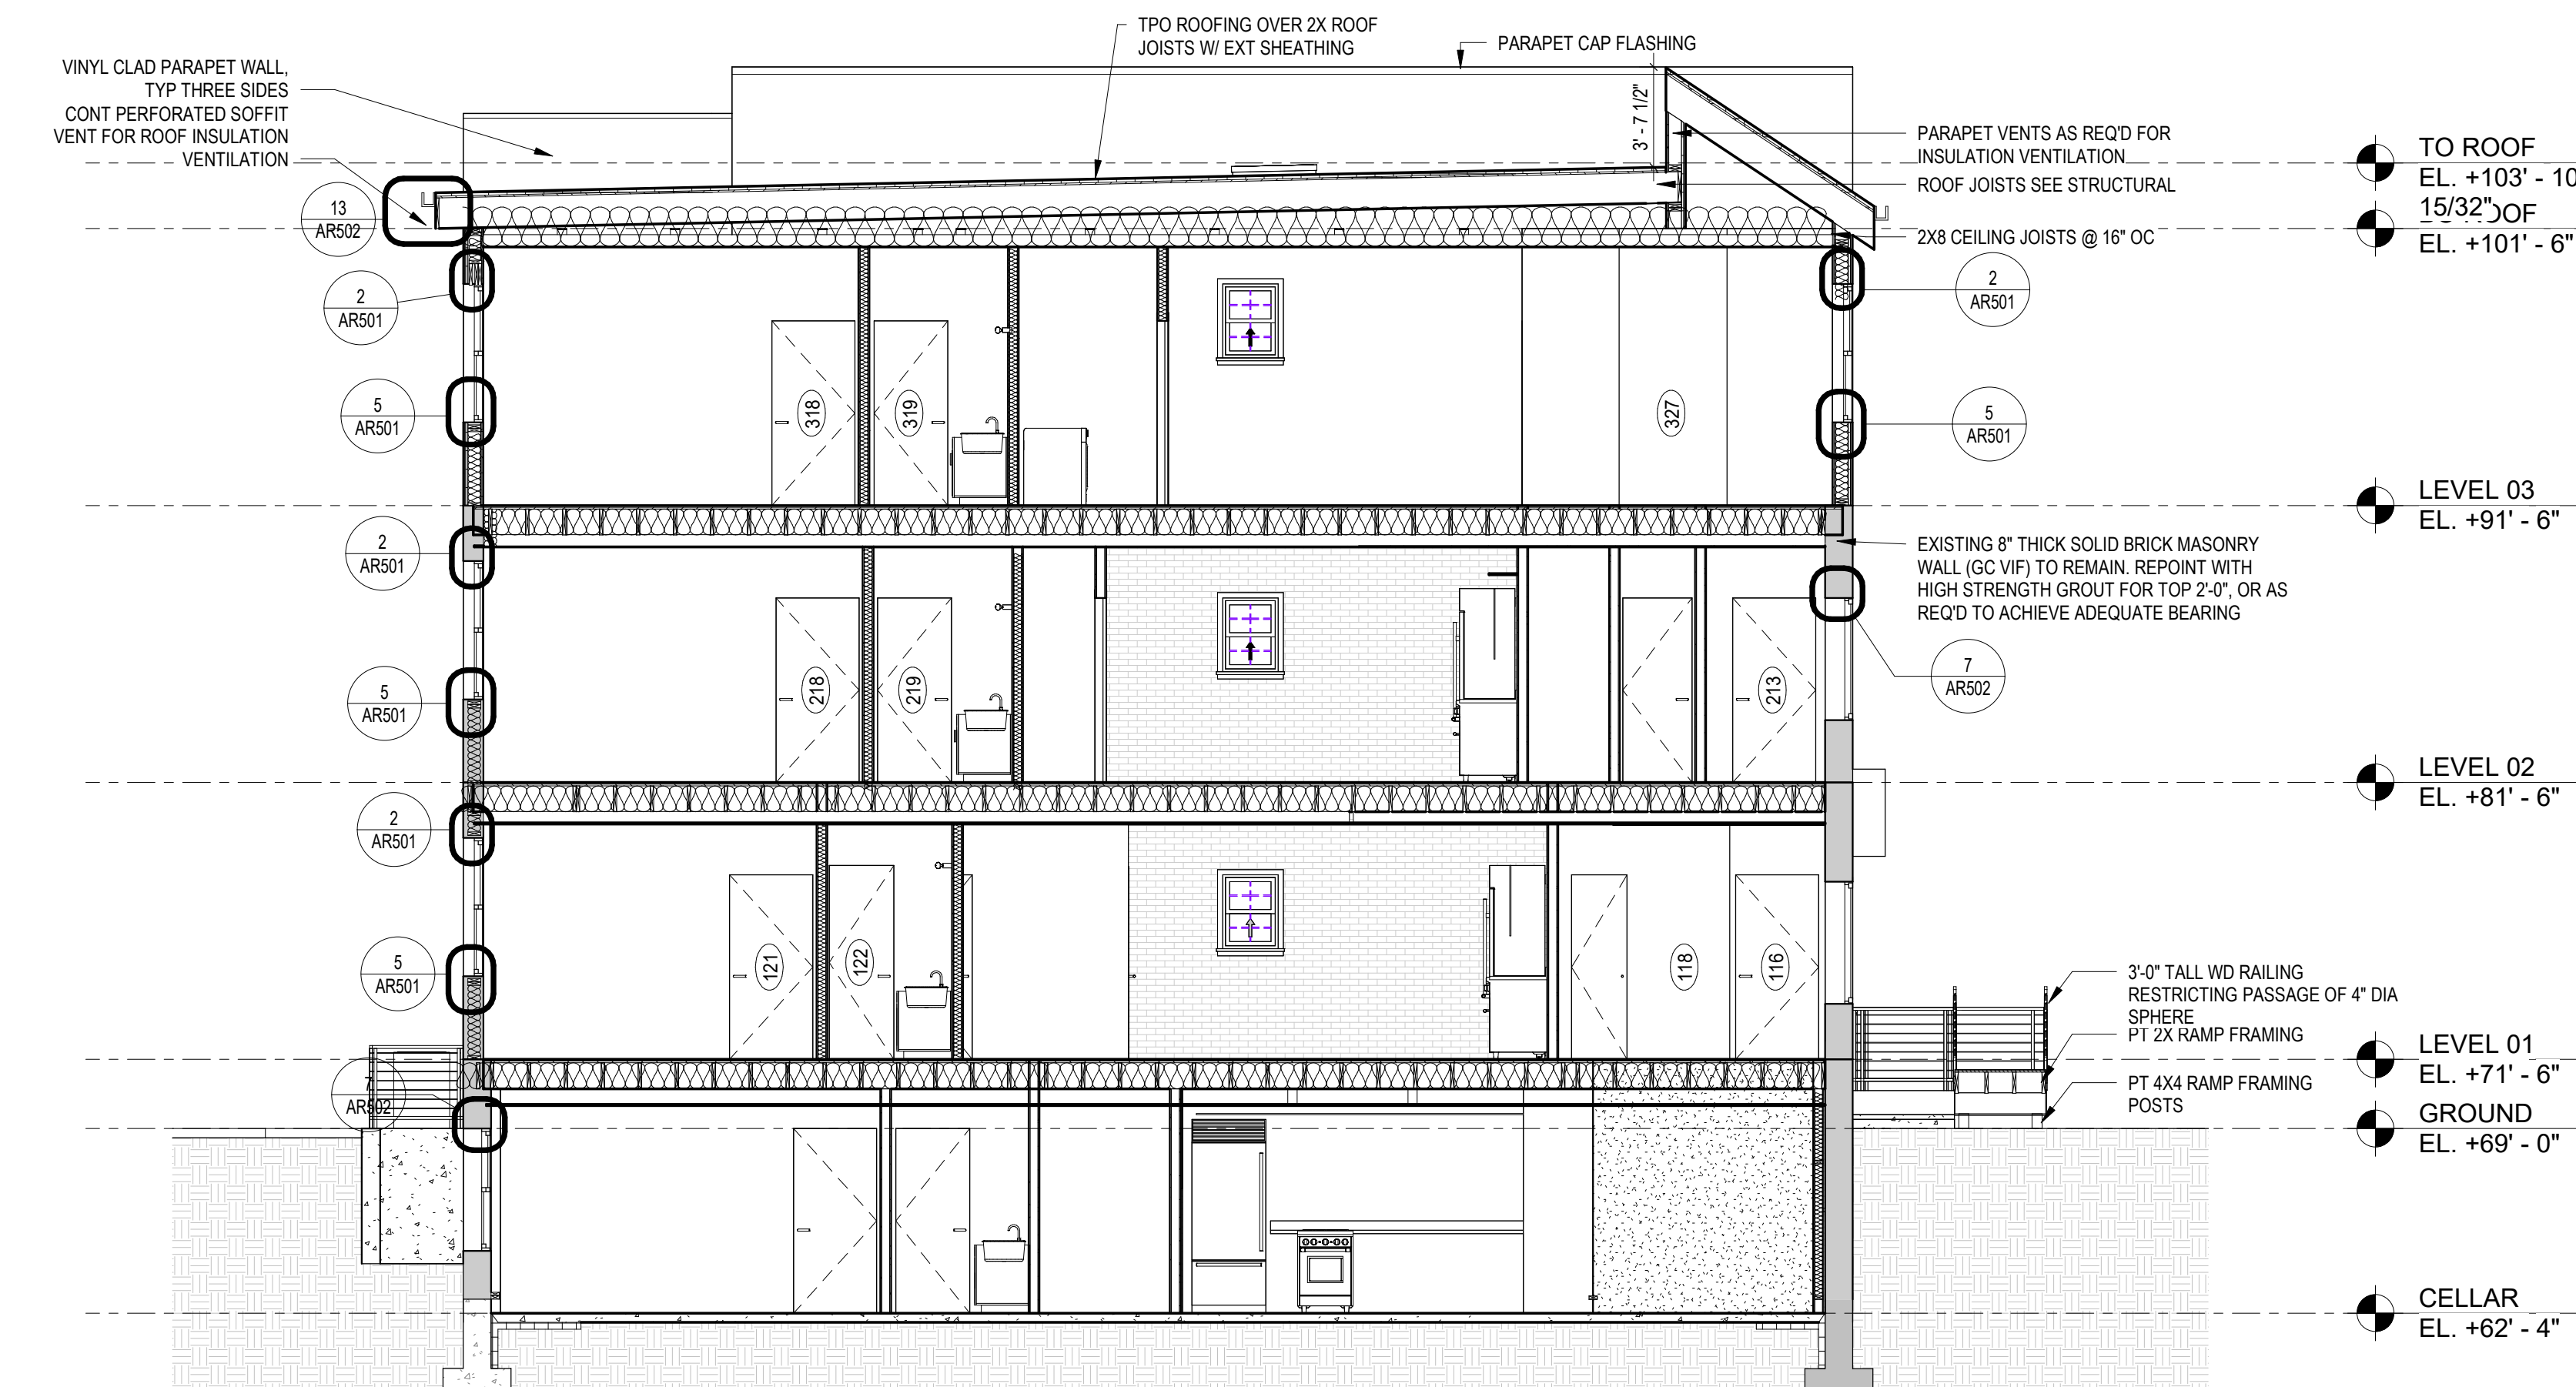 TPO ROOFING OVER 2X ROOF
JOISTS W/ EXT SHEATHING
PARAPET CAP FLASHING
VINYL CLAD PARAPET WALL,
TYP THREE SIDES
CONT PERFORATED SOFFIT
VENT FOR ROOF INSULATION
VENTILATION
3' - 7 1/2"
PARAPET VENTS AS REQ'D FOR
INSULATION VENTILATION
ROOF JOISTS SEE STRUCTURAL
2X8 CEILING JOISTS @ 16" OC
TO ROOF
EL. +103' - 10
15/32"
OOF
EL. +101' - 6"
13
AR502
2
AR501
2
AR501
5
AR501
5
AR501
318
319
327
LEVEL 03
EL. +91' - 6"
2
AR501
EXISTING 8" THICK SOLID BRICK MASONRY
WALL (GC VIF) TO REMAIN. REPOINT WITH
HIGH STRENGTH GROUT FOR TOP 2'-0", OR AS
REQ'D TO ACHIEVE ADEQUATE BEARING
7
AR502
5
AR501
218
219
213
LEVEL 02
EL. +81' - 6"
2
AR501
5
AR501
121
122
118
116
3'-0" TALL WD RAILING
RESTRICTING PASSAGE OF 4" DIA
SPHERE
PT 2X RAMP FRAMING
LEVEL 01
EL. +71' - 6"
PT 4X4 RAMP FRAMING
POSTS
7
AR502
GROUND
EL. +69' - 0"
CELLAR
EL. +62' - 4"